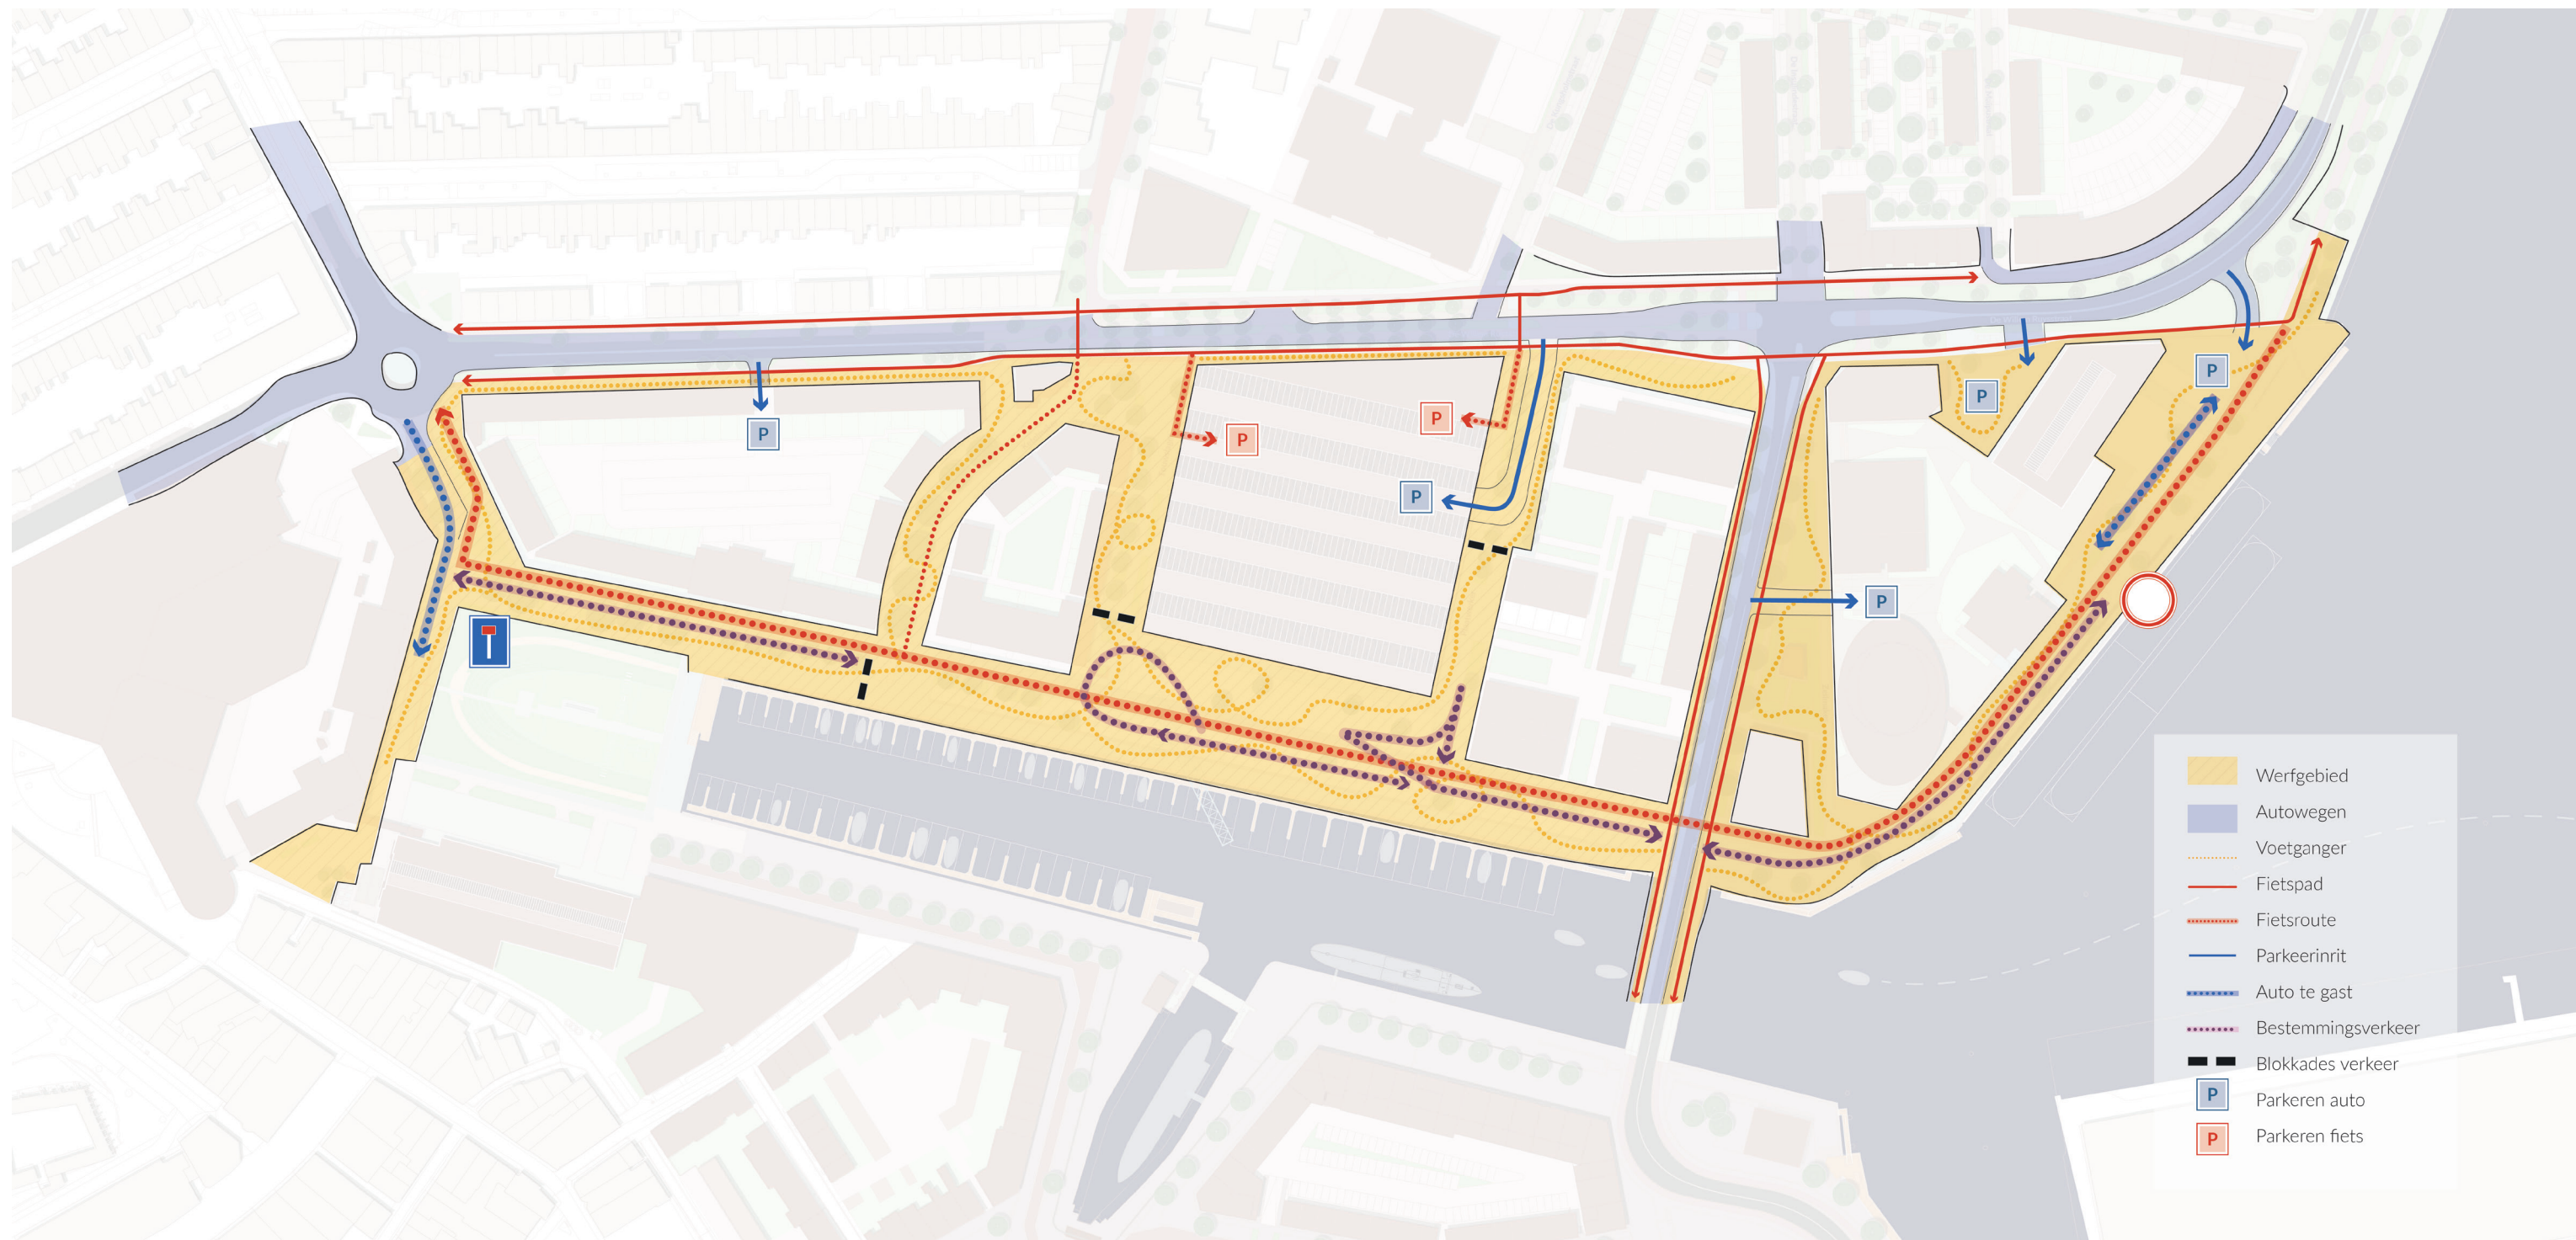 P
P
P
P
P
P
P
P
Werfgebied
Autowegen
Voetganger
Fietspad
Fietsroute
Parkeerinrit
Auto te gast
Bestemmingsverkeer
Blokkades verkeer
P Parkeren auto
P Parkeren fiets